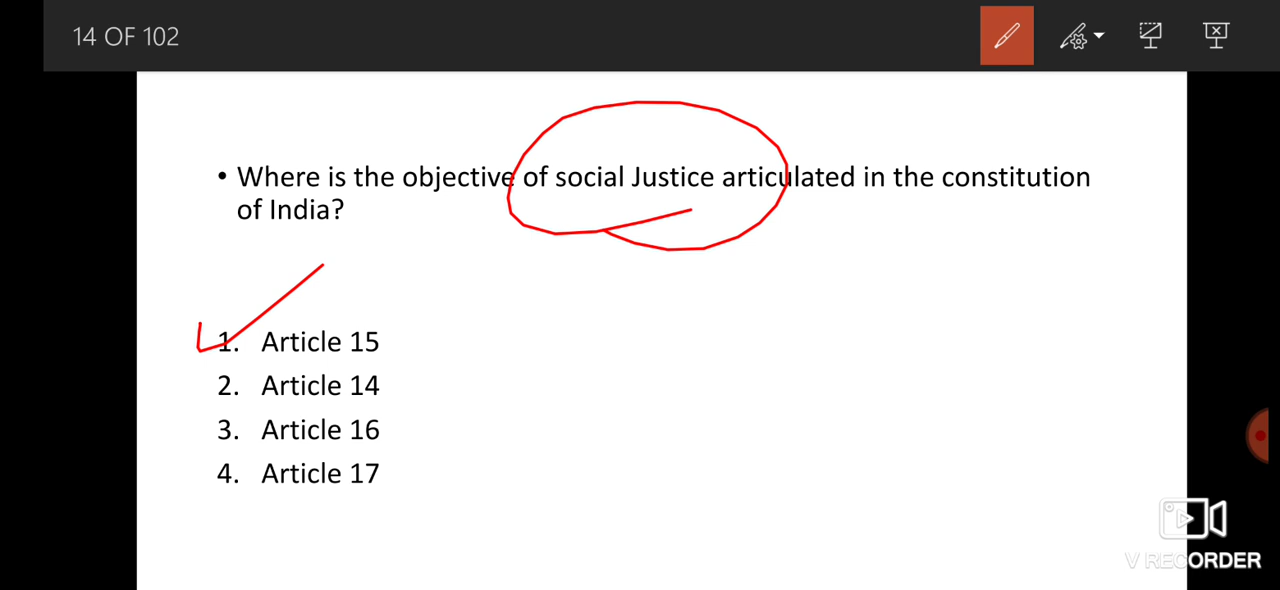 14 OF 102
• Where is the objective of social Justice articulated in the constitution
of India?
1. Article 15
2. Article 14
3. Article 16
4. Article 17
V RECORDER